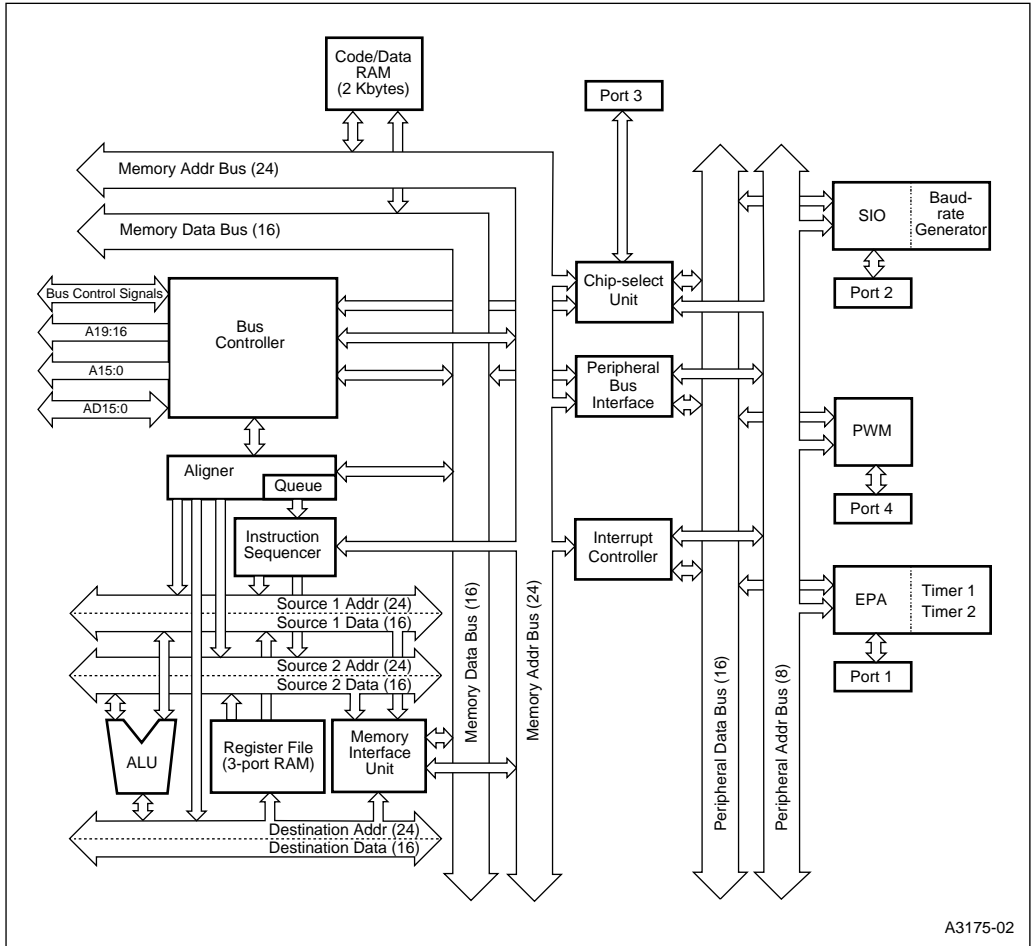 Code/Data
RAM
(2 Kbytes)
Port 3
Memory Addr Bus (24)
Memory Data Bus (16)
SIO
Baud-
rate
Generator
Port 2
Chip-select
Unit
Bus Control Signals
A19:16
A15:0
AD15:0
Bus
Controller
Peripheral
Bus
Interface
PWM
Port 4
Aligner
Queue
Instruction
Sequencer
Interrupt
Controller
Source 1 Addr (24)
Source 1 Data (16)
Source 2 Addr (24)
Source 2 Data (16)
EPA
Timer 1
Timer 2
Port 1
Memory Data Bus (16)
Memory Addr Bus (24)
Peripheral Data Bus (16)
Peripheral Addr Bus (8)
ALU
Register File
(3-port RAM)
Memory
Interface
Unit
Destination Addr (24)
Destination Data (16)
A3175-02